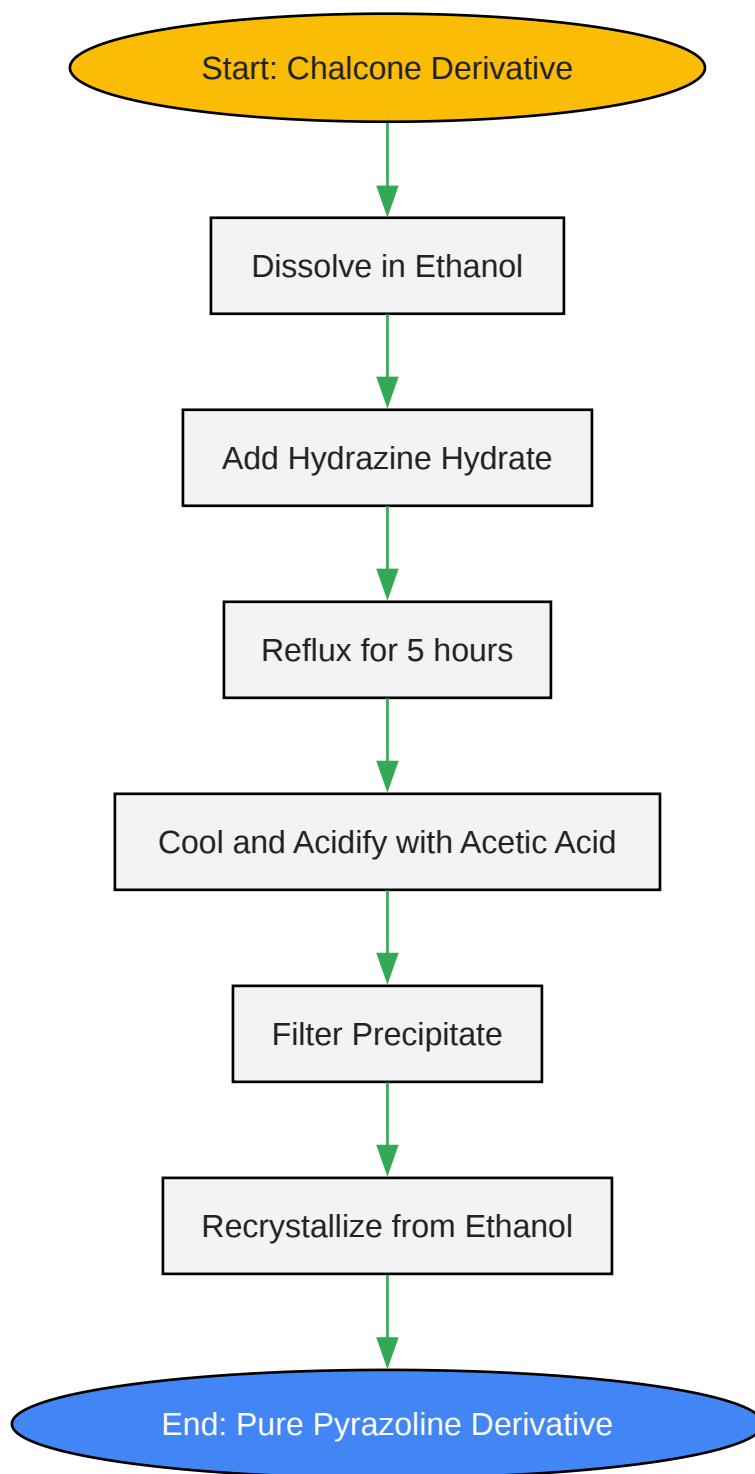 Start: Chalcone Derivative
Dissolve in Ethanol
Add Hydrazine Hydrate
Reflux for 5 hours
Cool and Acidify with Acetic Acid
Filter Precipitate
Recrystallize from Ethanol
End: Pure Pyrazoline Derivative